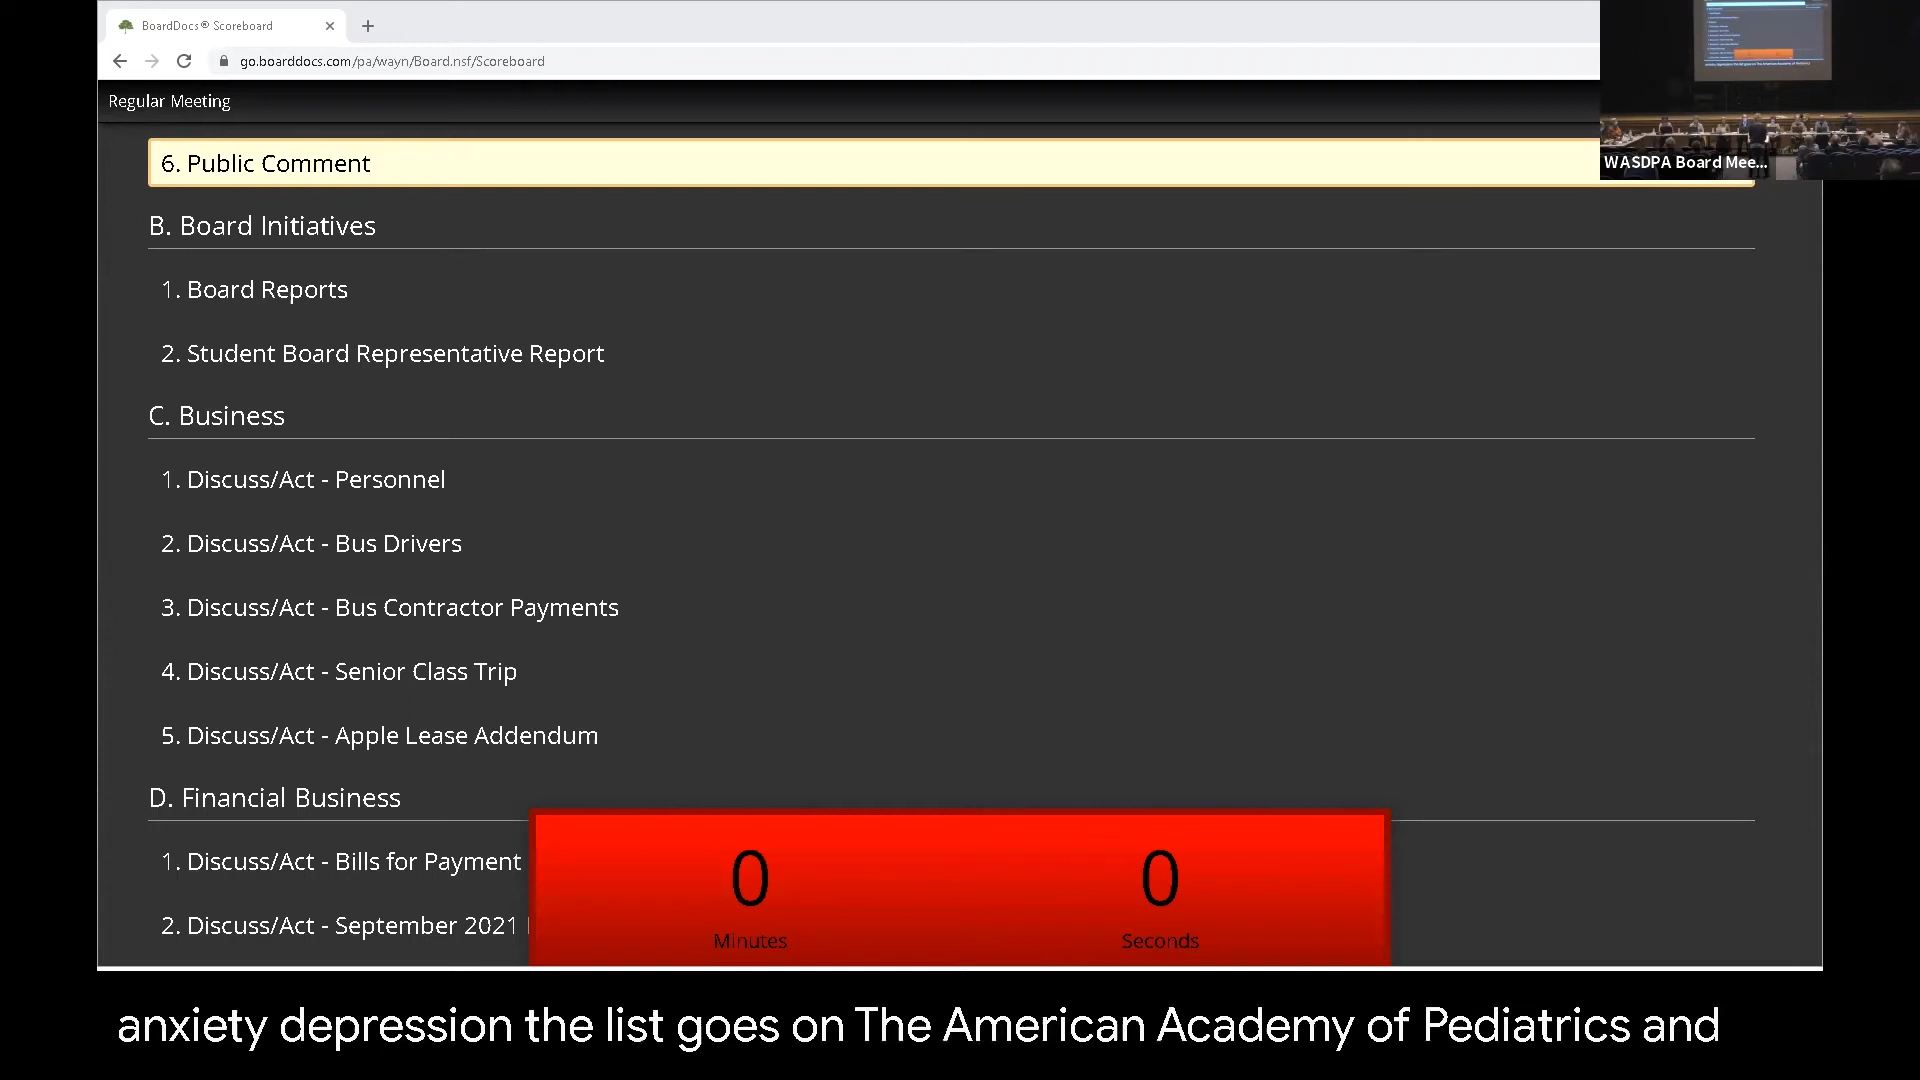 BoardDocs® Scoreboard
go.boarddocs.com/pa/wayn/Board.nsf/Scoreboard
Regular Meeting
6. Public Comment
WASDPA Board Mee...
B. Board Initiatives
1. Board Reports
2. Student Board Representative Report
C. Business
1. Discuss/Act - Personnel
2. Discuss/Act - Bus Drivers
3. Discuss/Act - Bus Contractor Payments
4. Discuss/Act - Senior Class Trip
5. Discuss/Act - Apple Lease Addendum
D. Financial Business
1. Discuss/Act - Bills for Payment
2. Discuss/Act - September 2021
0 0
Minutes Seconds
anxiety depression the list goes on The American Academy of Pediatrics and